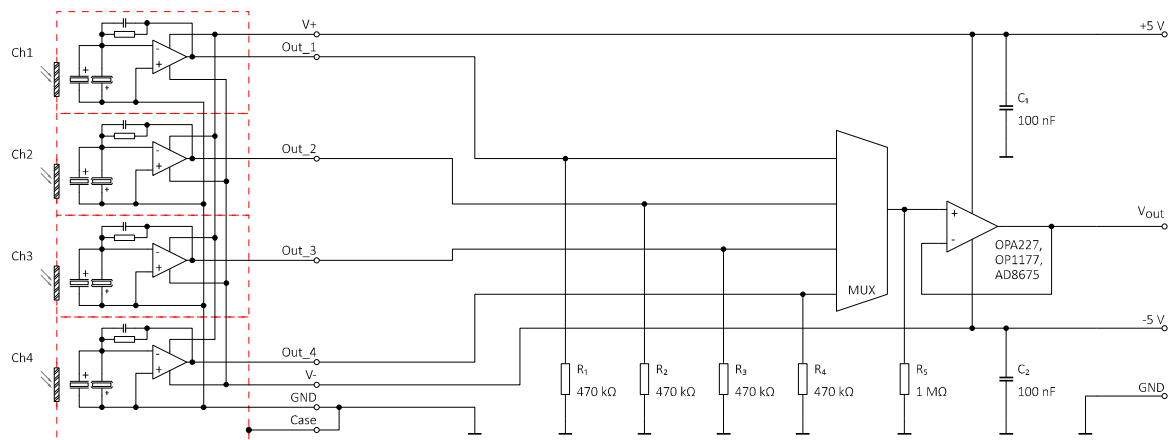 V+
+5 V
Ch1
Out_1
C₁
100 nF
Ch2
Out_2
Vout
OPA227,
OP1177,
AD8675
Ch3
Out_3
MUX
-5 V
Ch4
Out_4
V-
R₁
470 kΩ
R₂
470 kΩ
R₃
470 kΩ
R₄
470 kΩ
R₅
1 MΩ
C₂
100 nF
GND
GND
Case